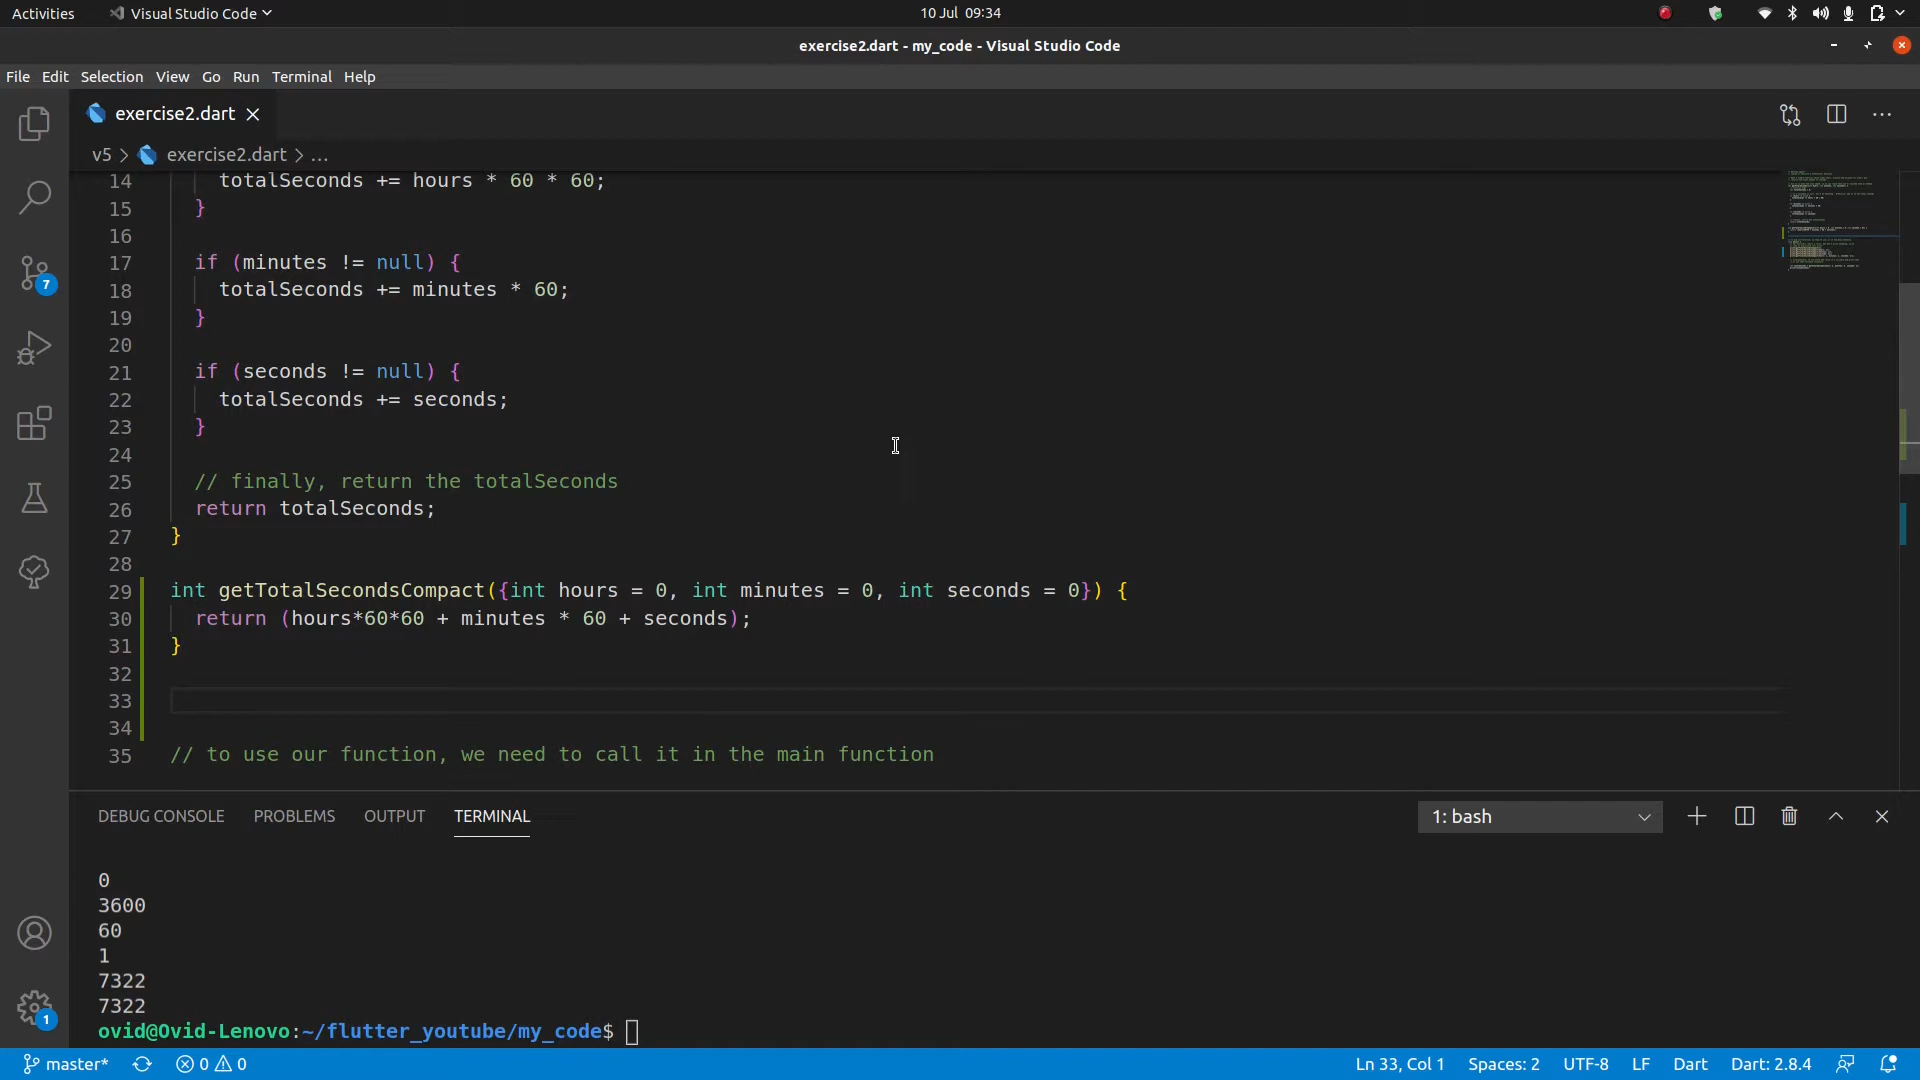 Activities Visual Studio Code 10 Jul 09:34
exercise2.dart - my_code - Visual Studio Code
File Edit Selection View Go Run Terminal Help
exercise2.dart
v5 > exercise2.dart > ...
14 totalSeconds += hours * 60 * 60;
15 }
16
17 if (minutes != null) {
18 totalSeconds += minutes * 60;
19 }
20
21 if (seconds != null) {
22 totalSeconds += seconds;
23 }
24
25 // finally, return the totalSeconds
26 return totalSeconds;
27 }
28
29 int getTotalSecondsCompact({int hours = 0, int minutes = 0, int seconds = 0}) {
30 return (hours*60*60 + minutes * 60 + seconds);
31 }
32
33
34
35 // to use our function, we need to call it in the main function
7
1
DEBUG CONSOLE PROBLEMS OUTPUT TERMINAL 1: bash
0
3600
60
1
7322
7322
ovid@Ovid-Lenovo:~/flutter_youtube/my_code$
master* 0 0 Ln 33, Col 1 Spaces: 2 UTF-8 LF Dart Dart: 2.8.4